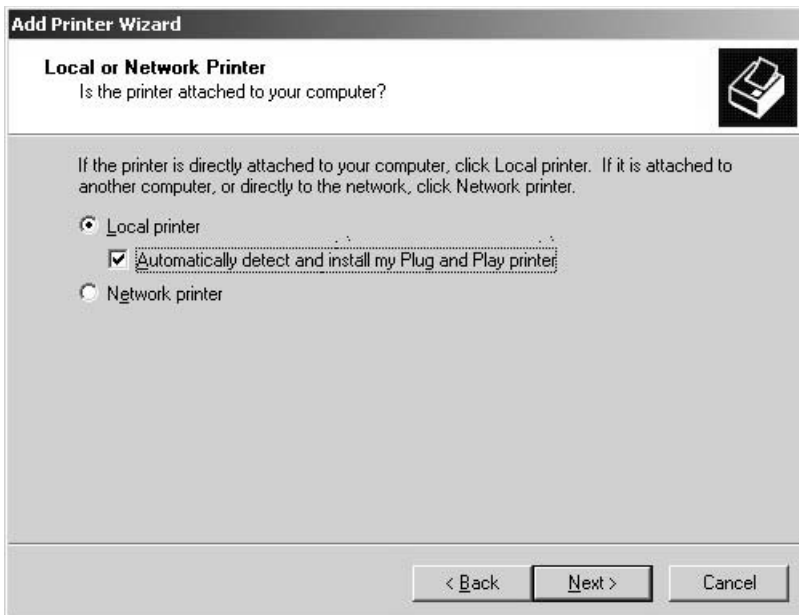 Add Printer Wizard
Local or Network Printer
Is the printer attached to your computer?
If the printer is directly attached to your computer, click Local printer. If it is attached to
another computer, or directly to the network, click Network printer.
Local printer
Automatically detect and install my Plug and Play printer
Network printer
< Back
Next >
Cancel